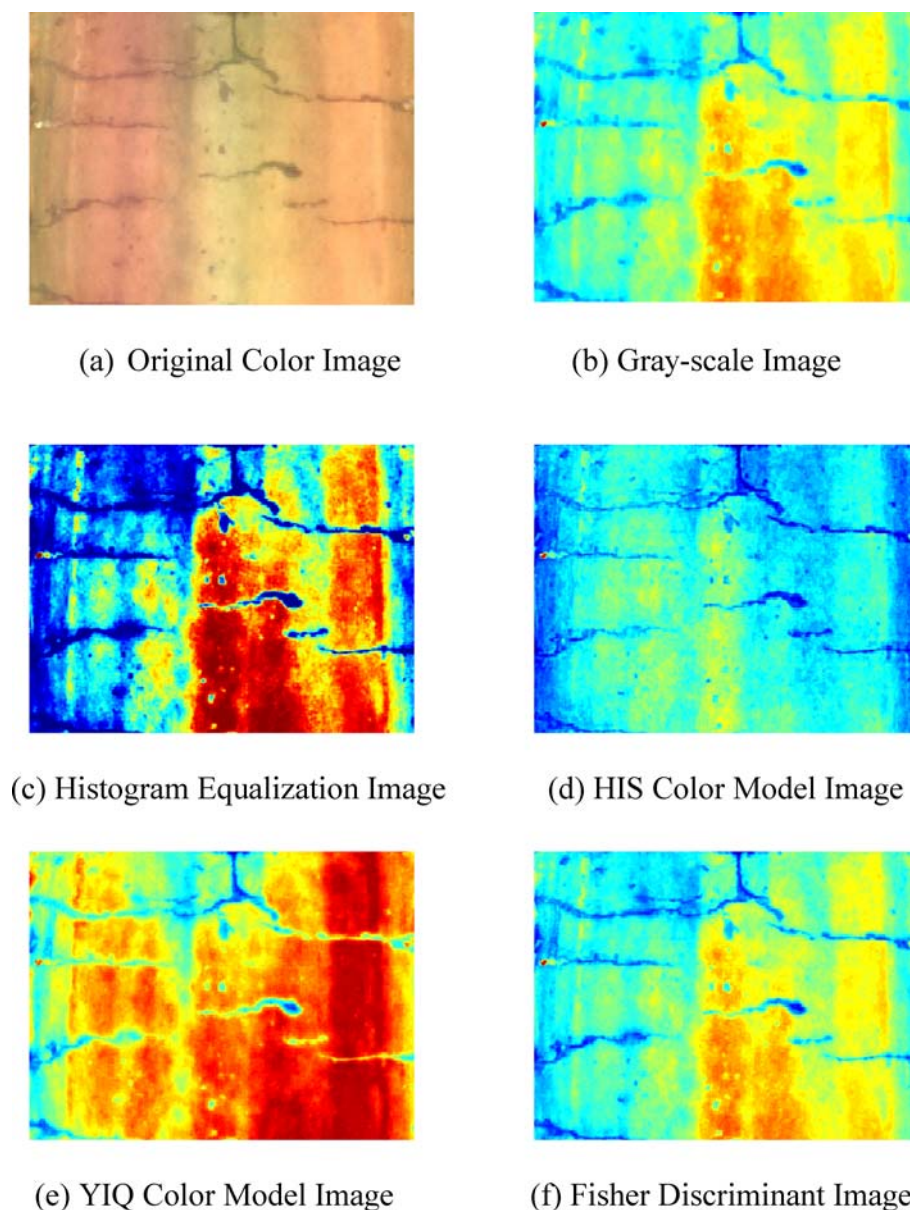 (a) Original Color Image
(b) Gray-scale Image
(c) Histogram Equalization Image
(d) HIS Color Model Image
(e) YIQ Color Model Image
(f) Fisher Discriminant Image